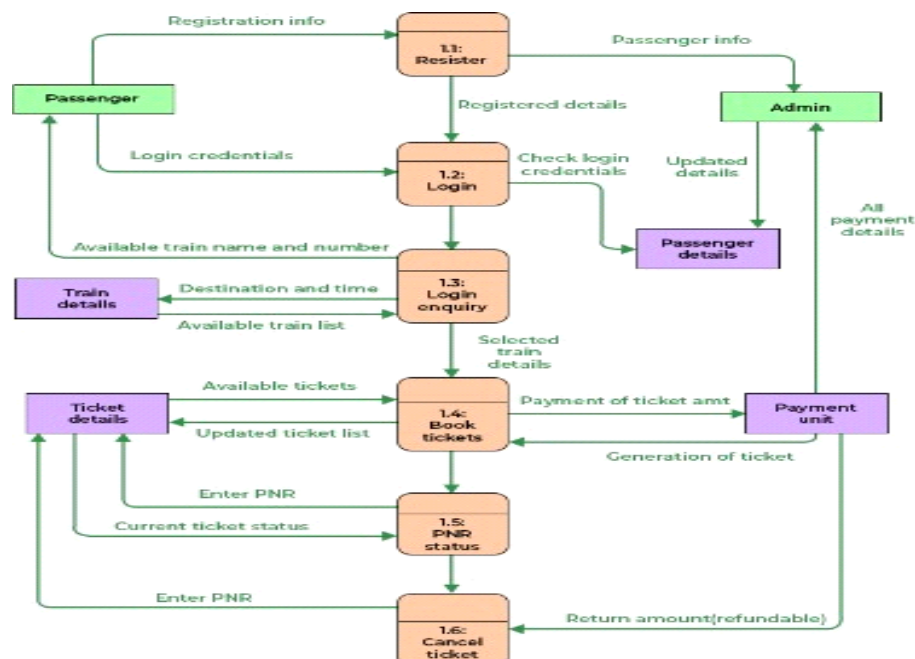 Registration info
1.1:
Resister
Passenger info
Passenger
Registered details
Admin
Login credentials
1.2:
Login
Check login
credentials
Updated
details
All
payment
details
Available train name and number
Passenger
details
Train
details
Destination and time
1.3:
Login
enquiry
Available train list
Selected
train
details
Available tickets
Ticket
details
1.4:
Book
tickets
Payment of ticket amt
Payment
unit
Updated ticket list
Generation of ticket
Enter PNR
1.5:
PNR
status
Current ticket status
Enter PNR
1.6:
Cancel
ticket
Return amount(refundable)